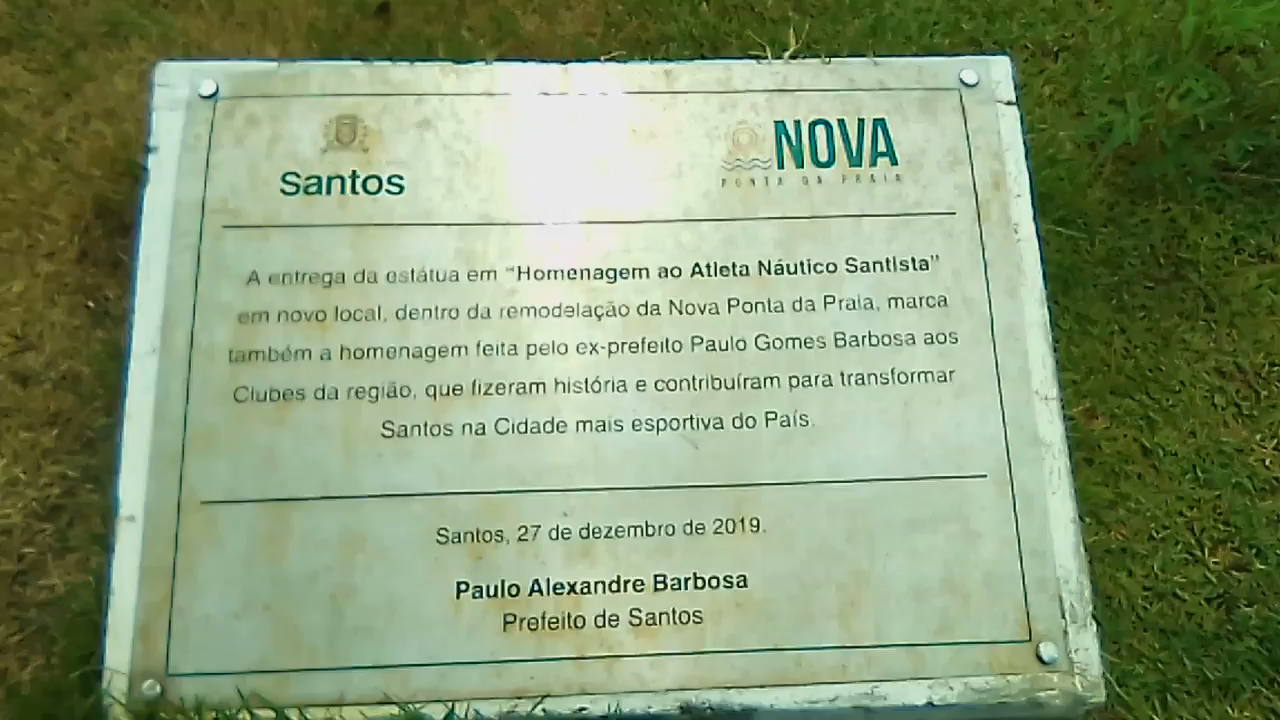 Santos
NOVA
PONTA DA PRAIA
A entrega da estátua em "Homenagem ao Atleta Náutico Santista"
em novo local, dentro da remodelação da Nova Ponta da Praia, marca
também a homenagem feita pelo ex-prefeito Paulo Gomes Barbosa aos
Clubes da região, que fizeram história e contribuíram para transformar
Santos na Cidade mais esportiva do País.
Santos, 27 de dezembro de 2019.
Paulo Alexandre Barbosa
Prefeito de Santos